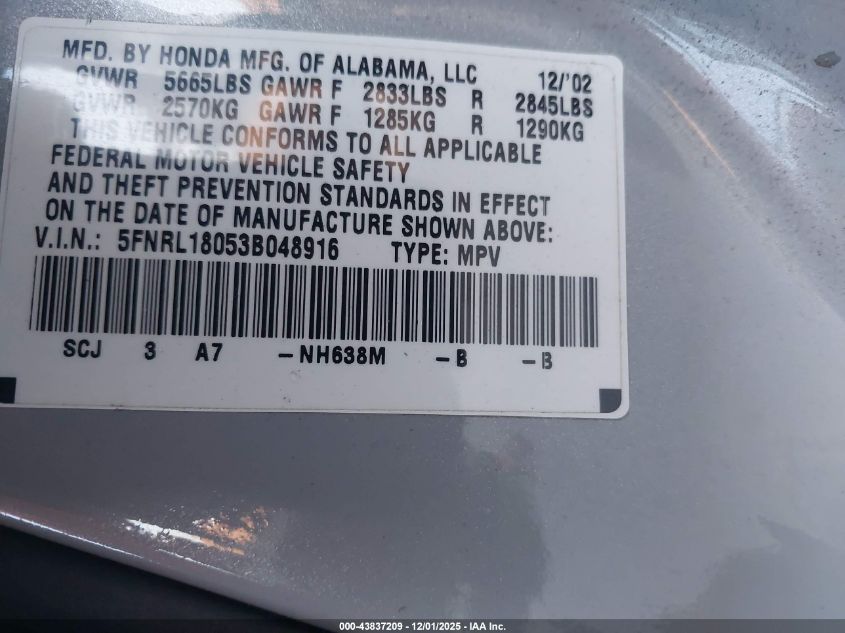 MFD. BY HONDA MFG. OF ALABAMA, LLC 12/'02
GVWR 5665LBS GAWR F 2833LBS R 2845LBS
GVWR 2570KG GAWR F 1285KG R 1290KG
THIS VEHICLE CONFORMS TO ALL APPLICABLE
FEDERAL MOTOR VEHICLE SAFETY
AND THEFT PREVENTION STANDARDS IN EFFECT
ON THE DATE OF MANUFACTURE SHOWN ABOVE:
V.I.N.: 5FNRL18053B048916 TYPE: MPV
SCJ 3 A7 -NH638M -B -B
000-43837209 - 12/01/2025 - IAA Inc.